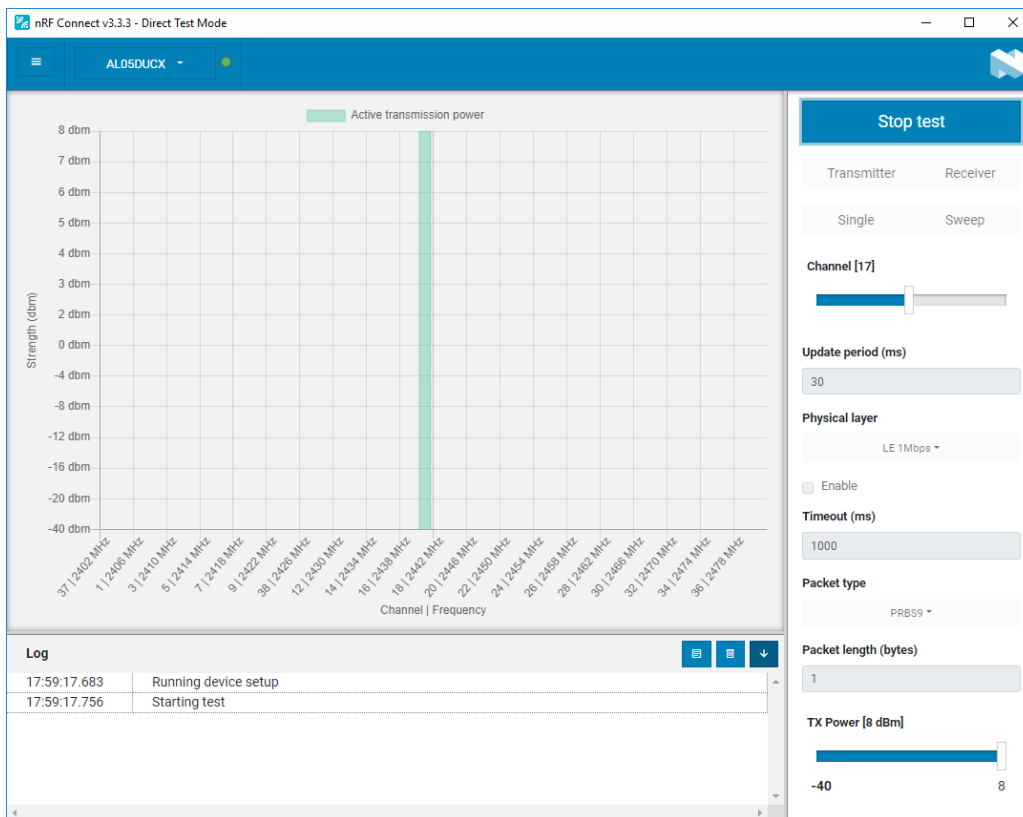 nRF Connect v3.3.3 - Direct Test Mode
AL05DUCX
Active transmission power
8 dbm
7 dbm
6 dbm
5 dbm
4 dbm
3 dbm
2 dbm
0 dbm
-4 dbm
-8 dbm
-12 dbm
-16 dbm
-20 dbm
-40 dbm
Strength (dbm)
37 | 2402 MHz
1 | 2406 MHz
3 | 2410 MHz
5 | 2414 MHz
7 | 2418 MHz
9 | 2422 MHz
38 | 2426 MHz
12 | 2430 MHz
14 | 2434 MHz
16 | 2438 MHz
18 | 2442 MHz
20 | 2446 MHz
22 | 2450 MHz
24 | 2454 MHz
26 | 2458 MHz
28 | 2462 MHz
30 | 2466 MHz
32 | 2470 MHz
34 | 2474 MHz
36 | 2478 MHz
Channel | Frequency
Log
17:59:17.683 Running device setup
17:59:17.756 Starting test
Stop test
Transmitter Receiver
Single Sweep
Channel [17]
Update period (ms)
30
Physical layer
LE 1Mbps
Enable
Timeout (ms)
1000
Packet type
PRBS9
Packet length (bytes)
1
TX Power [8 dBm]
-40 8